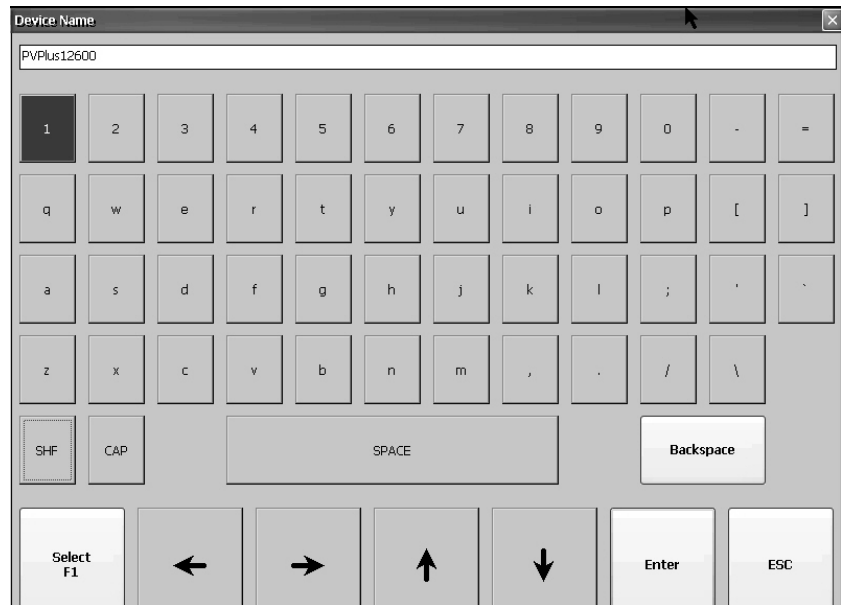 Device Name
PVPlus12600
1 2 3 4 5 6 7 8 9 0 - =
q w e r t y u i o p [ ]
a s d f g h j k l ; ' `
z x c v b n m , . / \
SHF CAP SPACE Backspace
Select
F1 Enter ESC